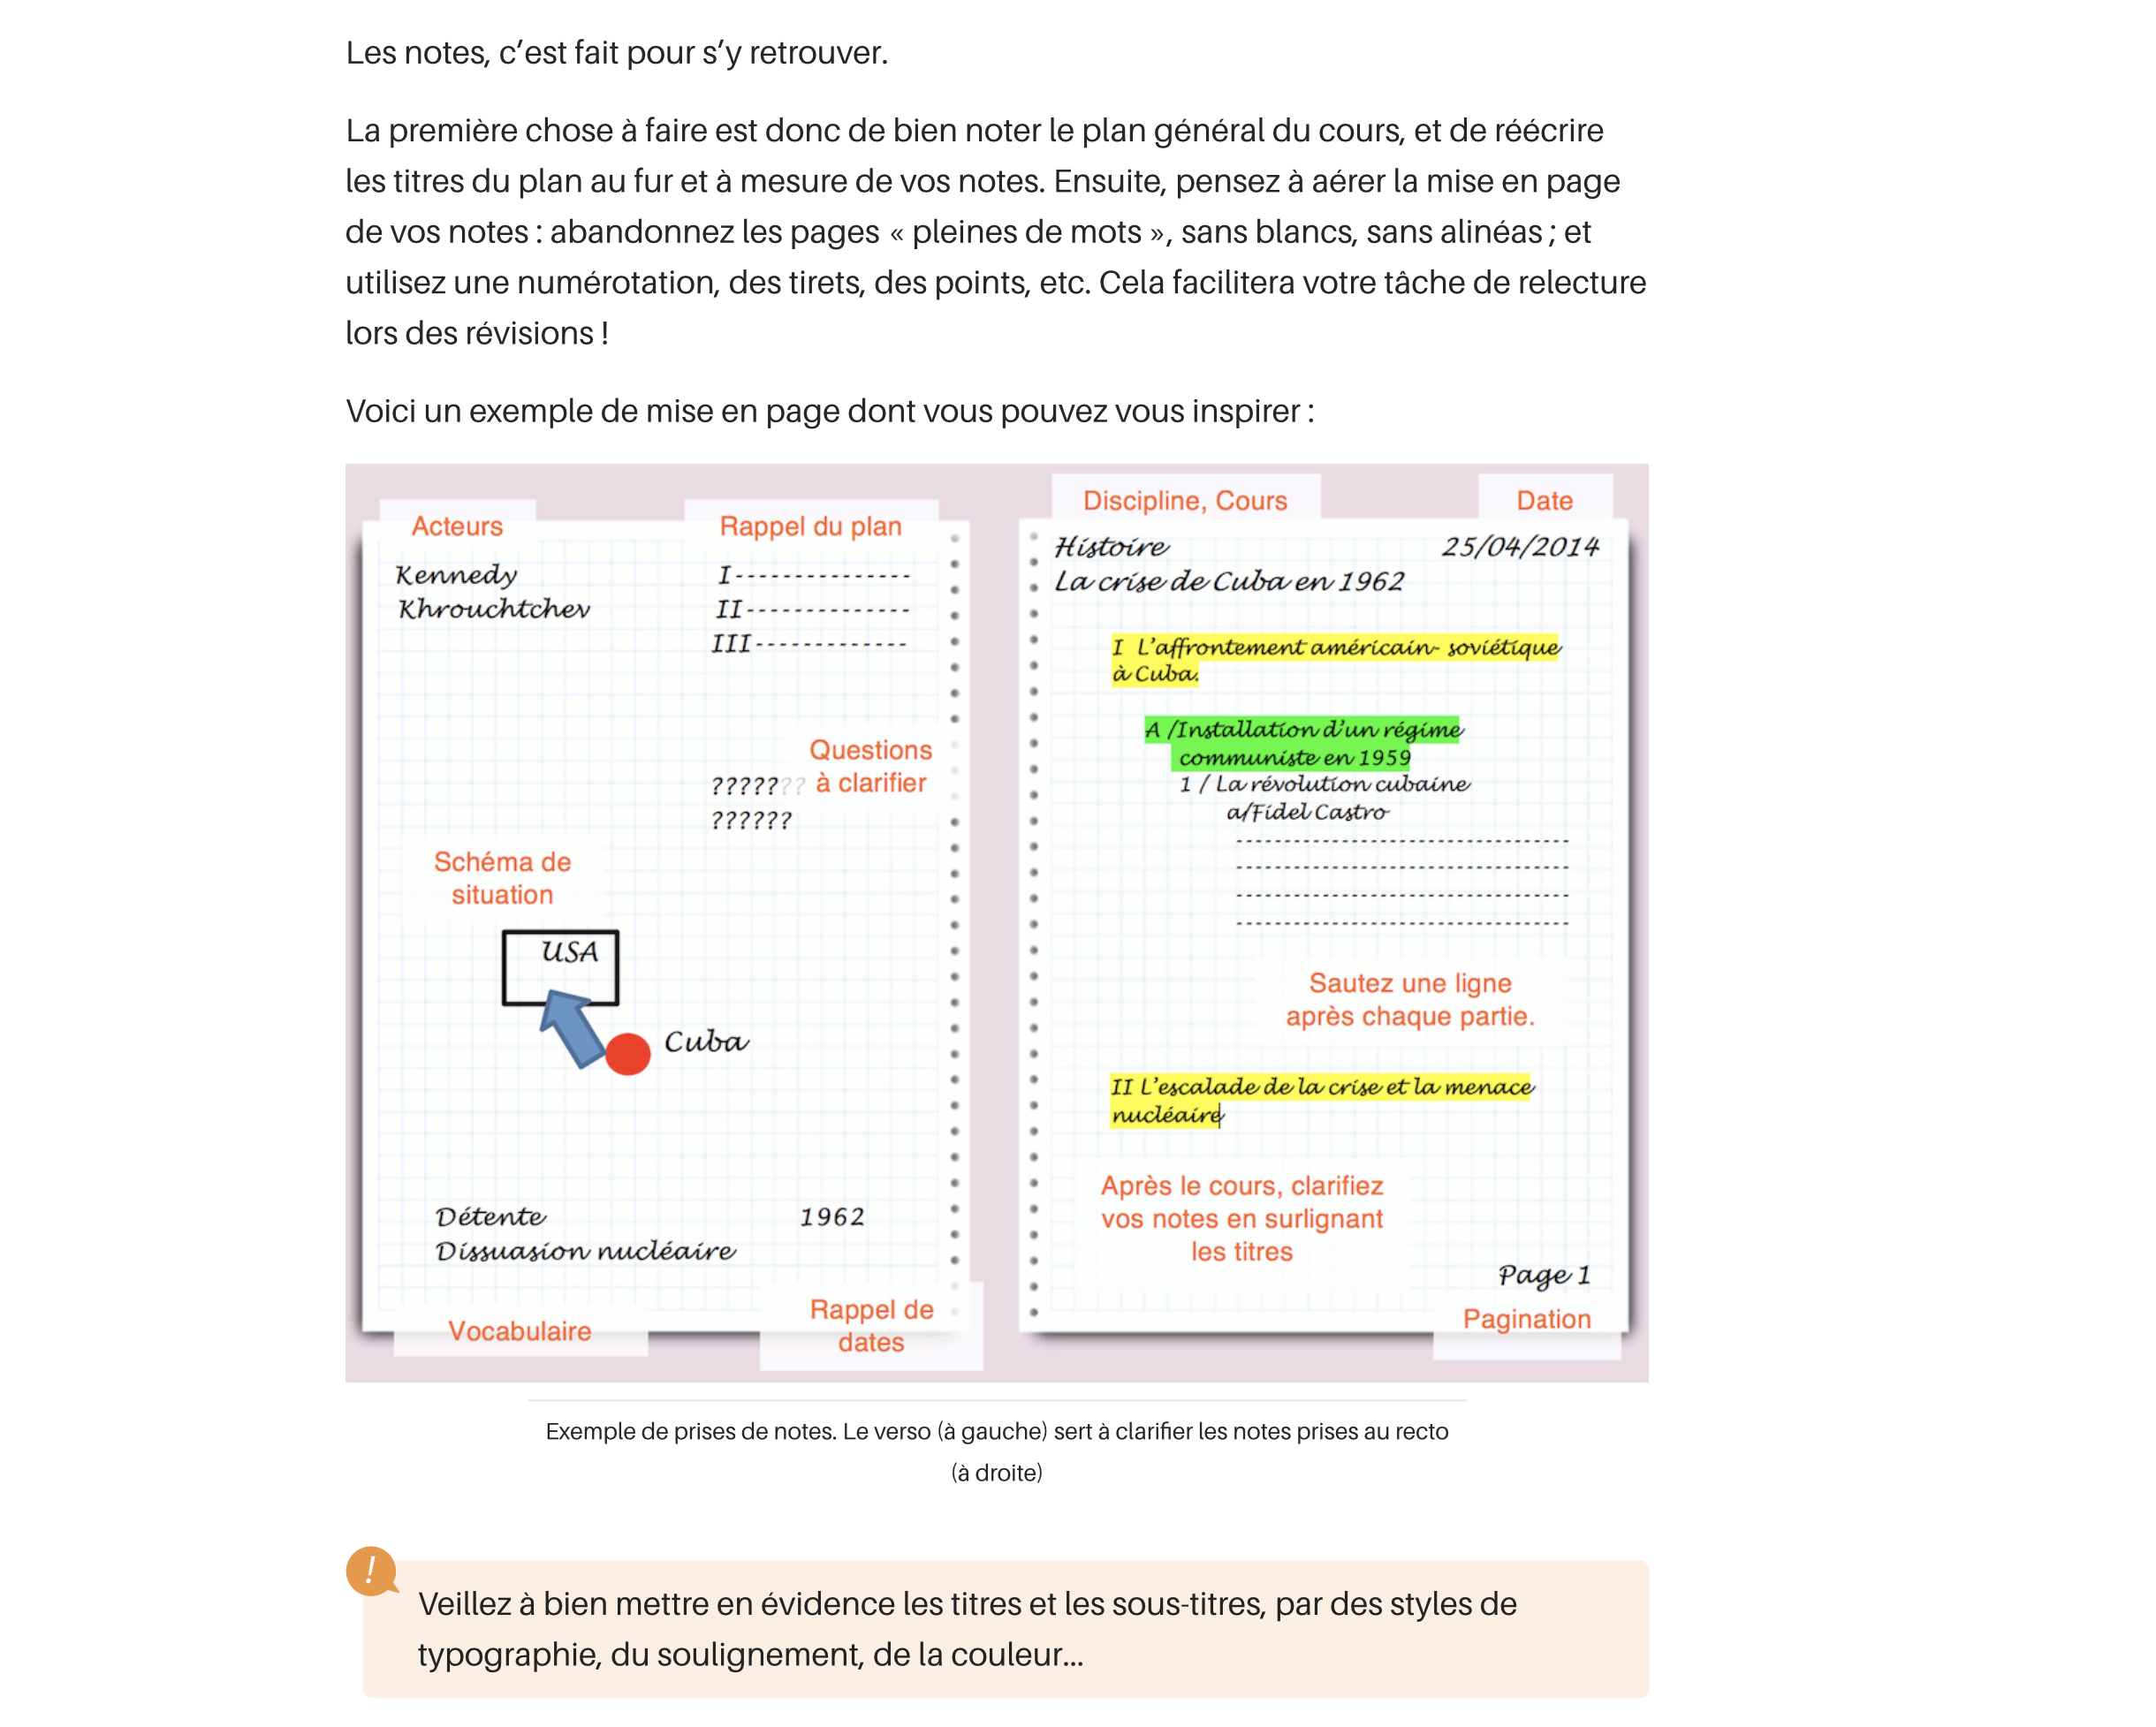 Les notes, c’est fait pour s’y retrouver.
La première chose à faire est donc de bien noter le plan général du cours, et de réécrire
les titres du plan au fur et à mesure de vos notes. Ensuite, pensez à aérer la mise en page
de vos notes : abandonnez les pages « pleines de mots », sans blancs, sans alinéas ; et
utilisez une numérotation, des tirets, des points, etc. Cela facilitera votre tâche de relecture
lors des révisions !
Voici un exemple de mise en page dont vous pouvez vous inspirer :
Acteurs
Rappel du plan
Kennedy
Khrouchtchev
I---------------
II--------------
III-------------
Questions
à clarifier
????????
??????
Schéma de
situation
USA
Cuba
Détente
Dissuasion nucléaire
1962
Vocabulaire
Rappel de
dates
Discipline, Cours
Date
Histoire
25/04/2014
La crise de Cuba en 1962
I L’affrontement américain- soviétique
à Cuba.
A /Installation d’un régime
communiste en 1959
1 / La révolution cubaine
a/Fidel Castro
---------------------------------
---------------------------------
---------------------------------
---------------------------------
Sautez une ligne
après chaque partie.
II L’escalade de la crise et la menace
nucléaire
Après le cours, clarifiez
vos notes en surlignant
les titres
Page 1
Pagination
Exemple de prises de notes. Le verso (à gauche) sert à clarifier les notes prises au recto
(à droite)
!
Veillez à bien mettre en évidence les titres et les sous-titres, par des styles de
typographie, du soulignement, de la couleur...